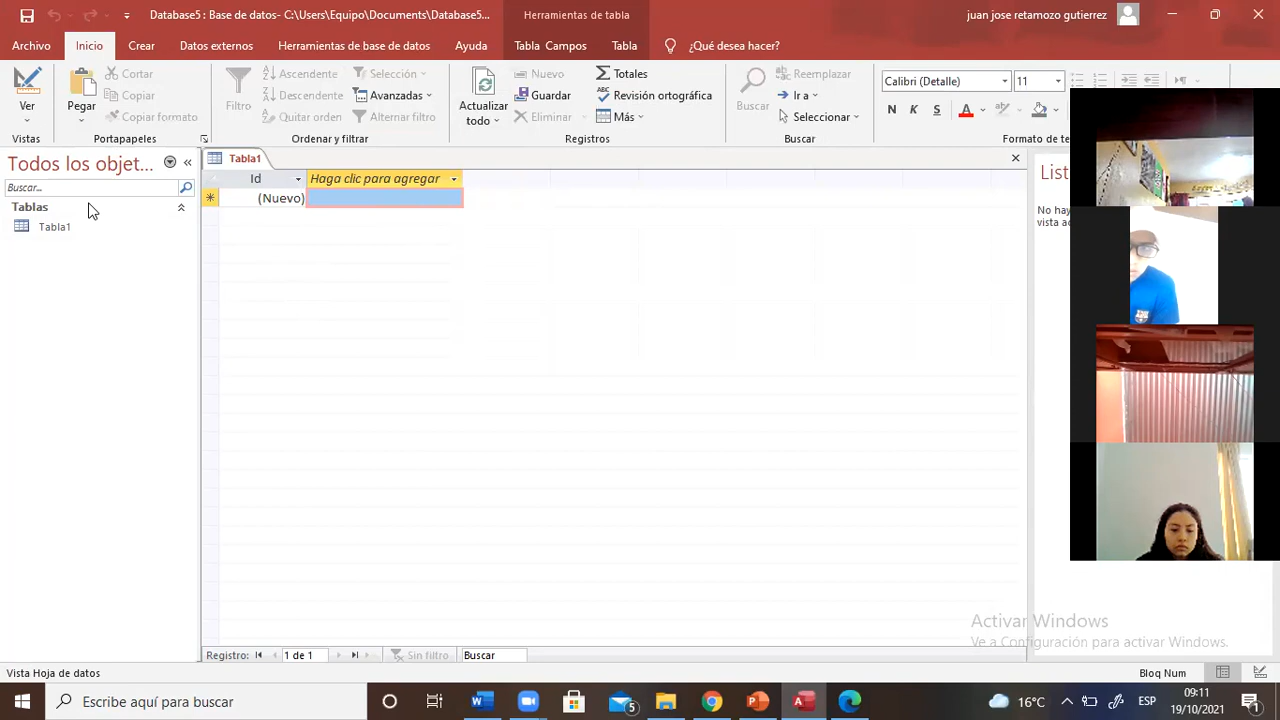 Database5 : Base de datos- C:\Users\Equipo\Documents\Database5... Herramientas de tabla juan jose retamozo gutierrez
Archivo Inicio Crear Datos externos Herramientas de base de datos Ayuda Tabla Campos Tabla ¿Qué desea hacer?
Ver
Vistas
Pegar
Cortar
Copiar
Copiar formato
Portapapeles
Filtro
Ascendente
Descendente
Quitar orden
Selección
Avanzadas
Alternar filtro
Ordenar y filtrar
Actualizar
todo
Nuevo
Guardar
Eliminar
Totales
Revisión ortográfica
Más
Registros
Buscar
Reemplazar
Ir a
Seleccionar
Buscar
Calibri (Detalle) 11
N K S A
Formato de te
Todos los objet...
Buscar...
Tablas
Tabla1
Tabla1
Id Haga clic para agregar
(Nuevo)
List
No hay
vista ac
Activar Windows
Ve a Configuración para activar Windows.
Registro: 1 de 1 Sin filtro Buscar
Vista Hoja de datos Bloq Num
Escribe aquí para buscar 5 16°C ESP 09:11
19/10/2021 1